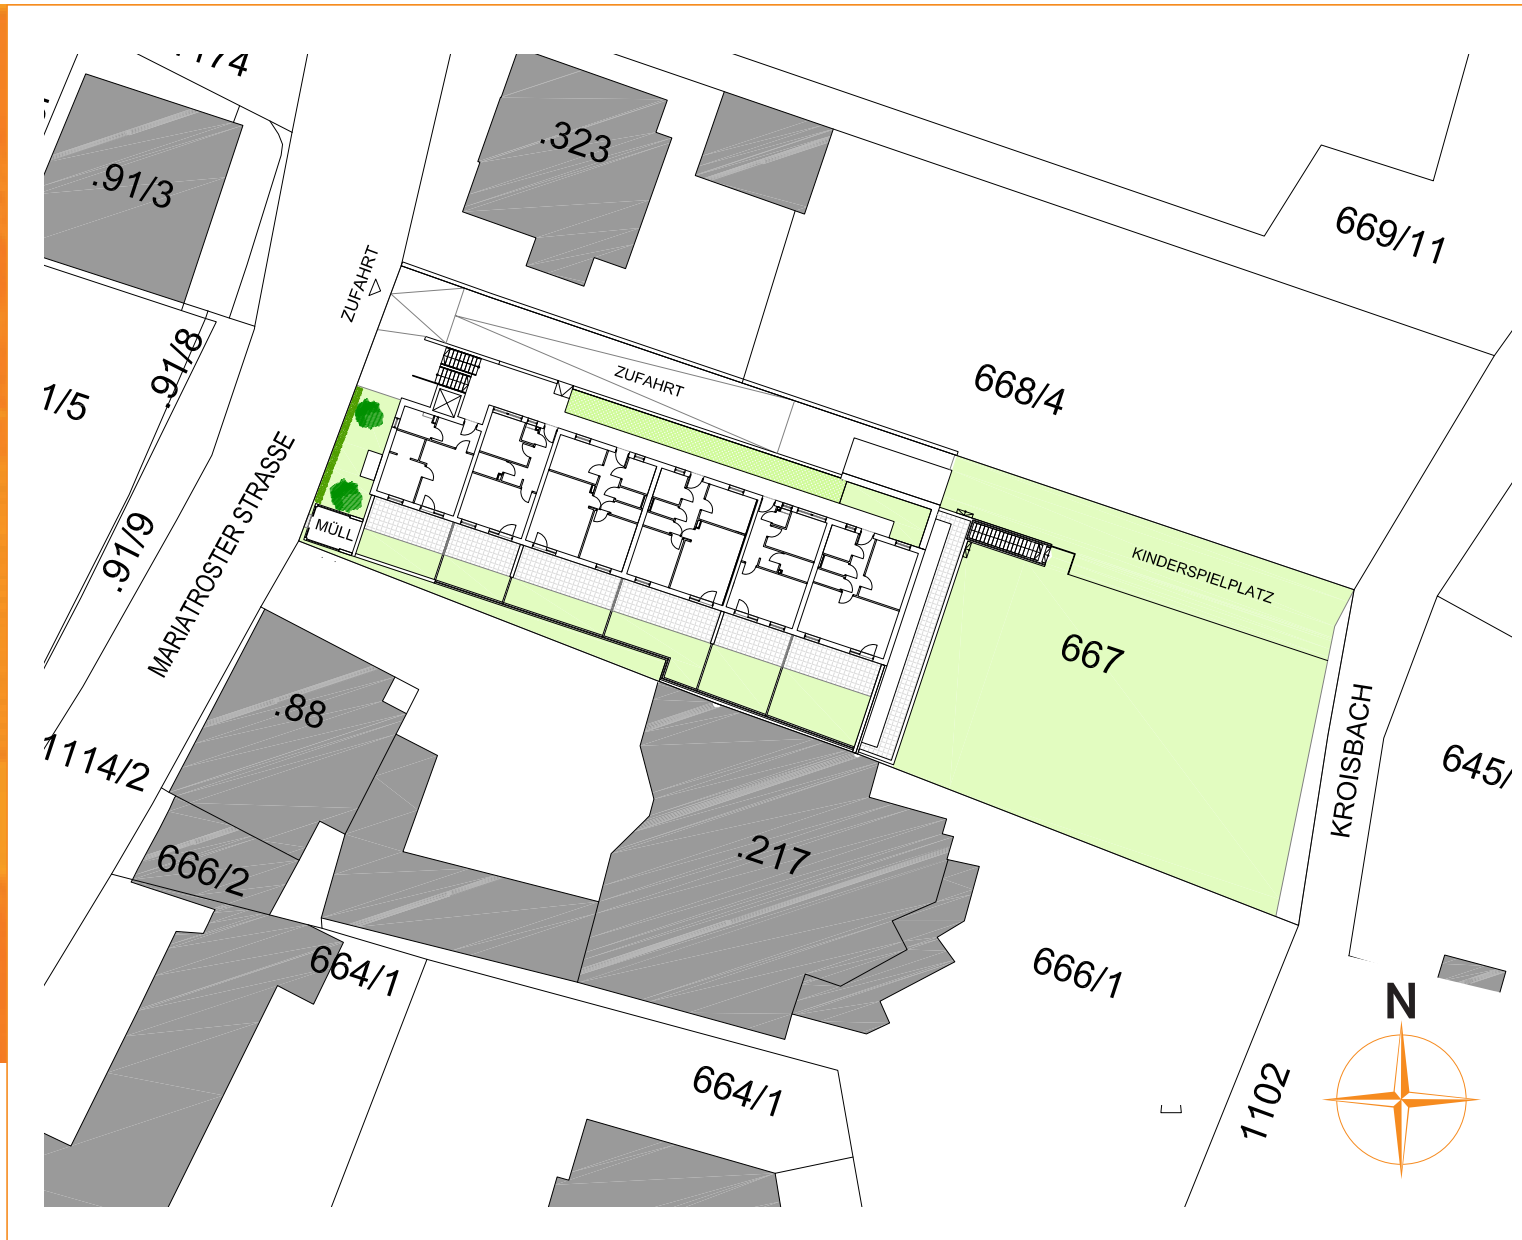 .323
.91/3
669/11
ZUFAHRT
.91/8
ZUFAHRT
668/4
1/5
MARIATROSTER STRASSE
MÜLL
.91/9
KINDERSPIELPLATZ
667
.88
KROISBACH
1114/2
645/
.217
666/2
664/1
666/1
N
664/1
1102